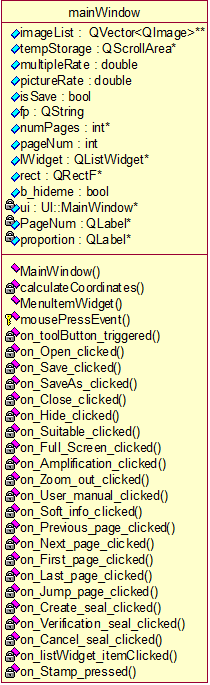 mainWindow
imageList : QVector<QImage>**
tempStorage : QScrollArea*
multipleRate : double
pictureRate : double
isSave : bool
fp : QString
numPages : int*
pageNum : int
lWidget : QListWidget*
rect : QRectF*
b_hideme : bool
ui : UI::MainWindow*
PageNum : QLabel*
proportion : QLabel*
MainWindow()
calculateCoordinates()
MenuItemWidget()
mousePressEvent()
on_toolButton_triggered()
on_Open_clicked()
on_Save_clicked()
on_SaveAs_clicked()
on_Close_clicked()
on_Hide_clicked()
on_Suitable_clicked()
on_Full_Screen_clicked()
on_Amplification_clicked()
on_Zoom_out_clicked()
on_User_manual_clicked()
on_Soft_info_clicked()
on_Previous_page_clicked()
on_Next_page_clicked()
on_First_page_clicked()
on_Last_page_clicked()
on_Jump_page_clicked()
on_Create_seal_clicked()
on_Verification_seal_clicked()
on_Cancel_seal_clicked()
on_listWidget_itemClicked()
on_Stamp_pressed()